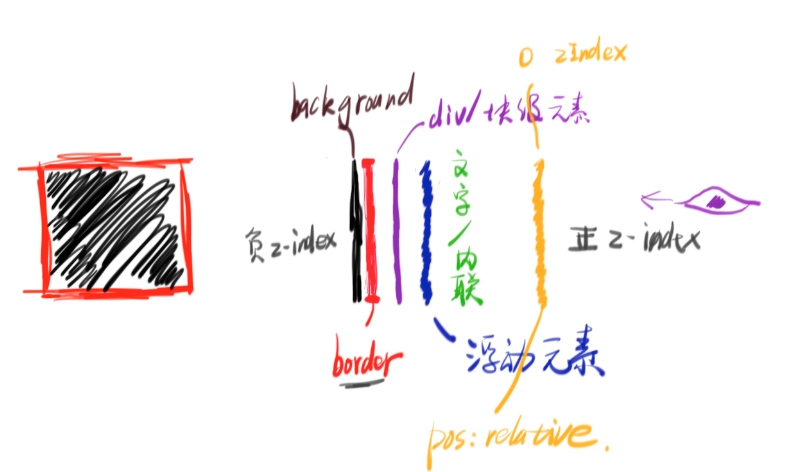 0 zIndex
background
div/块级元素
文字/内联
负z-index
正z-index
border
浮动元素
pos:relative.